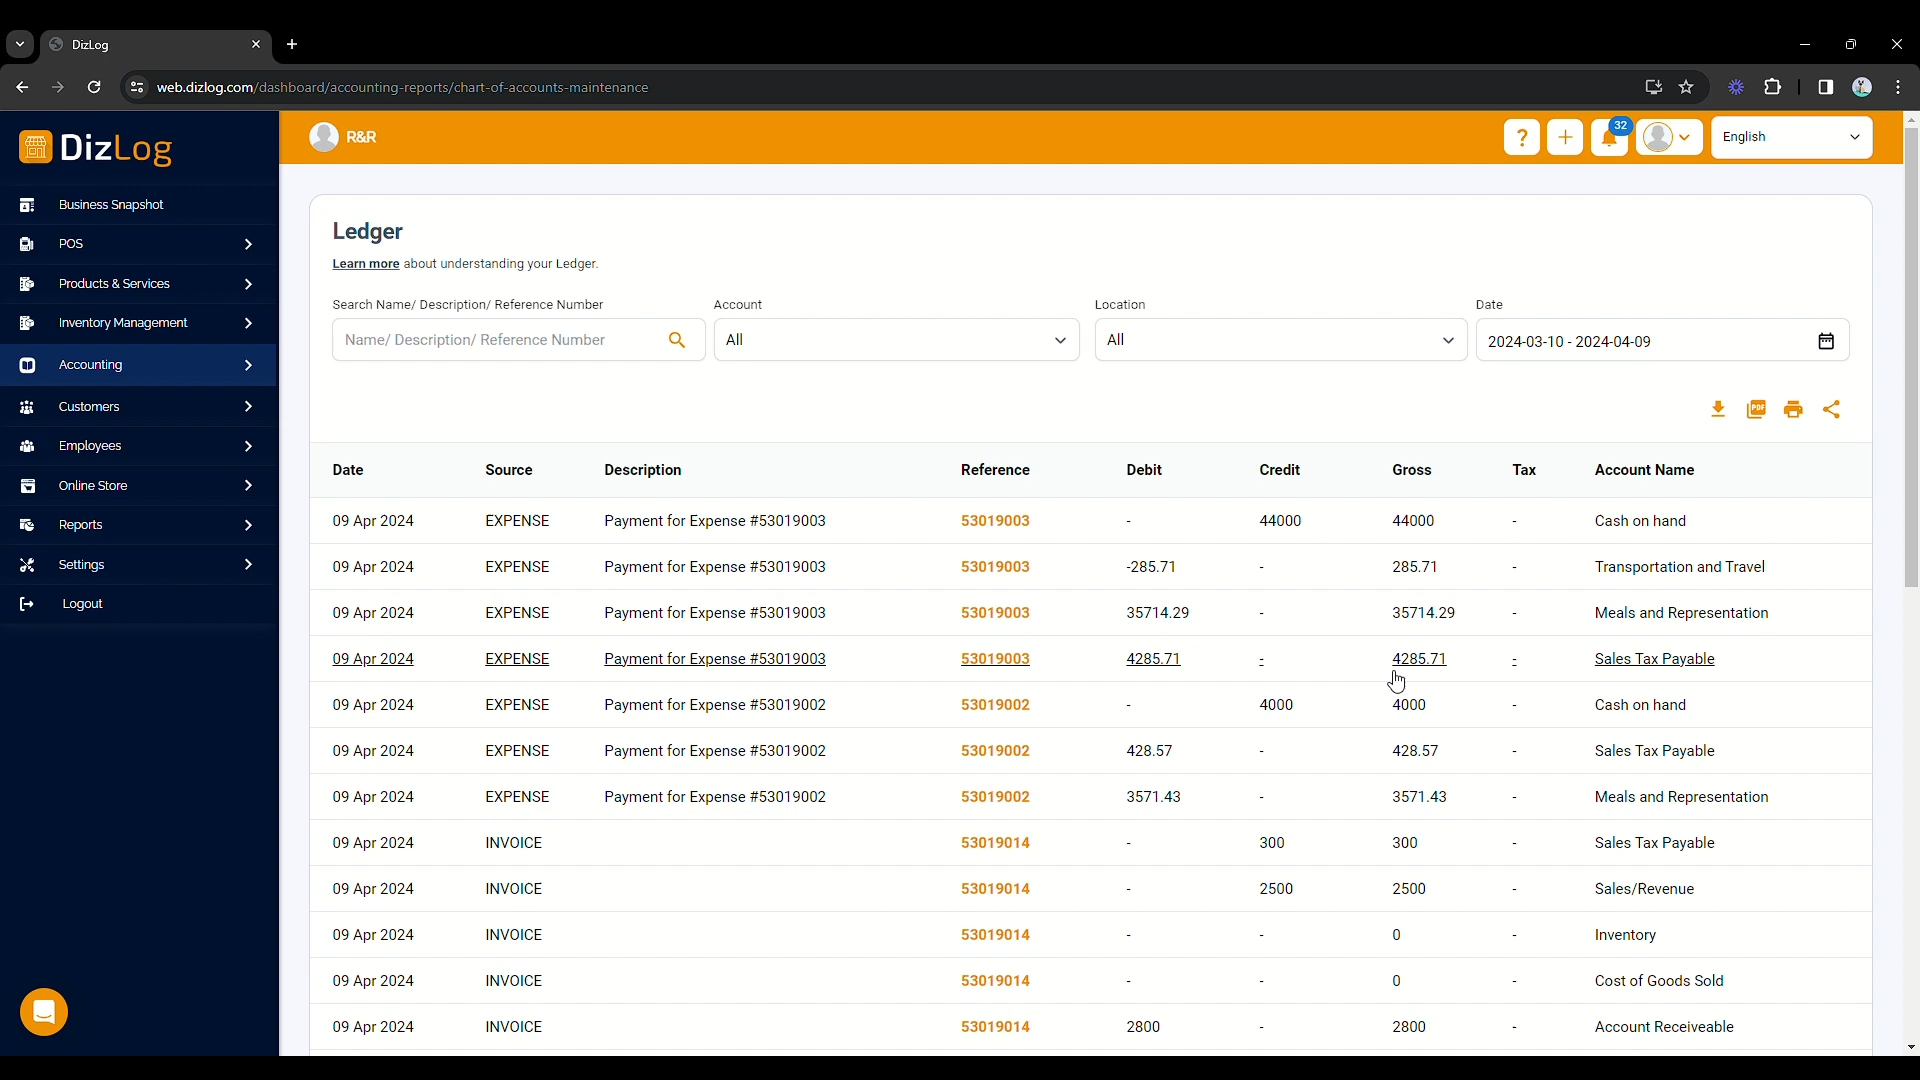 DizLog
web.dizlog.com/dashboard/accounting-reports/chart-of-accounts-maintenance
DizLog
R&R
?
32
English
Business Snapshot
POS
Products & Services
Inventory Management
Accounting
Customers
Employees
Online Store
Reports
Settings
Logout
Ledger
Learn more about understanding your Ledger.
Search Name/ Description/ Reference Number Account Location Date
Name/ Description/ Reference Number All All 2024-03-10 - 2024-04-09
PDF
Date Source Description Reference Debit Credit Gross Tax Account Name
09 Apr 2024 EXPENSE Payment for Expense #53019003 53019003 - 44000 44000 - Cash on hand
09 Apr 2024 EXPENSE Payment for Expense #53019003 53019003 -285.71 - 285.71 - Transportation and Travel
09 Apr 2024 EXPENSE Payment for Expense #53019003 53019003 35714.29 - 35714.29 - Meals and Representation
09 Apr 2024 EXPENSE Payment for Expense #53019003 53019003 4285.71 - 4285.71 - Sales Tax Payable
09 Apr 2024 EXPENSE Payment for Expense #53019002 53019002 - 4000 4000 - Cash on hand
09 Apr 2024 EXPENSE Payment for Expense #53019002 53019002 428.57 - 428.57 - Sales Tax Payable
09 Apr 2024 EXPENSE Payment for Expense #53019002 53019002 3571.43 - 3571.43 - Meals and Representation
09 Apr 2024 INVOICE 53019014 - 300 300 - Sales Tax Payable
09 Apr 2024 INVOICE 53019014 - 2500 2500 - Sales/Revenue
09 Apr 2024 INVOICE 53019014 - - 0 - Inventory
09 Apr 2024 INVOICE 53019014 - - 0 - Cost of Goods Sold
09 Apr 2024 INVOICE 53019014 2800 - 2800 - Account Receiveable